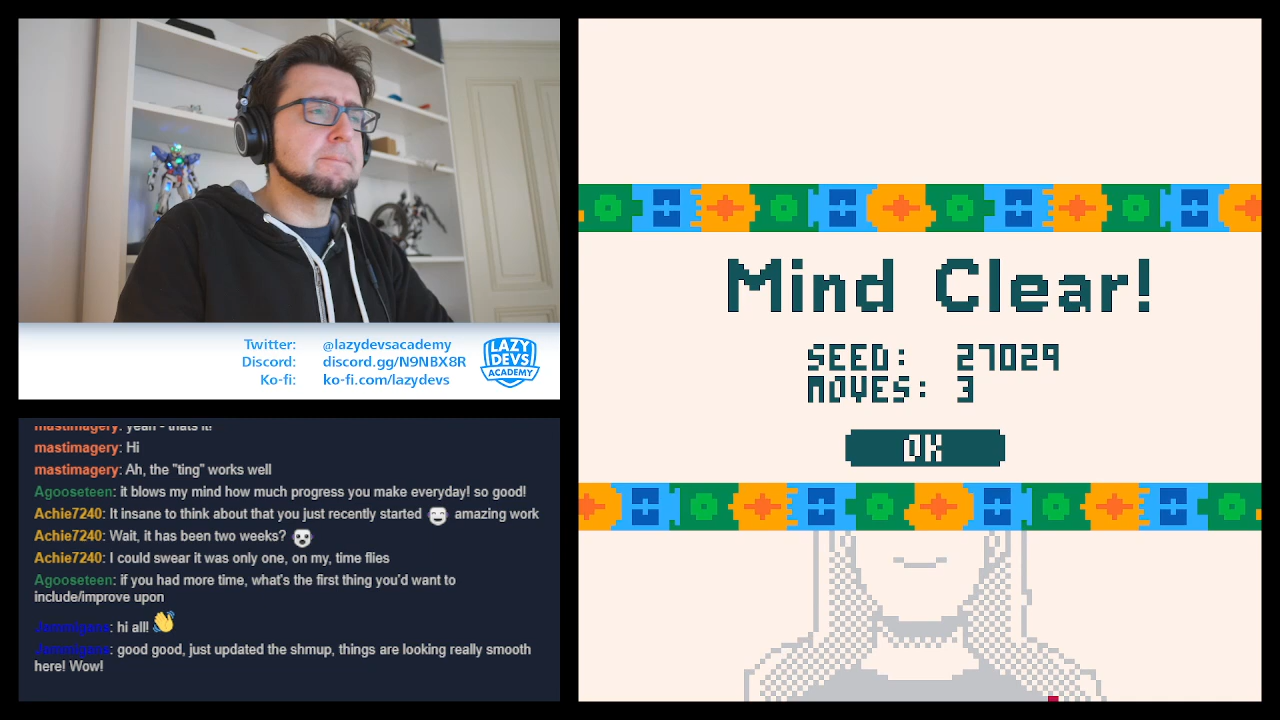 Twitter: @lazydevsacademy
Discord: discord.gg/N9NBX8R
Ko-fi: ko-fi.com/lazydevs
LAZY
DEVS
ACADEMY
mastimagery: yeah - thats it!
mastimagery: Hi
mastimagery: Ah, the "ting" works well
Agooseteen: it blows my mind how much progress you make everyday! so good!
Achie7240: It insane to think about that you just recently started amazing work
Achie7240: Wait, it has been two weeks?
Achie7240: I could swear it was only one, on my, time flies
Agooseteen: if you had more time, what's the first thing you'd want to
include/improve upon
Jammigans: hi all!
Jammigans: good good, just updated the shmup, things are looking really smooth
here! Wow!
Mind Clear!
SEED: 27029
MOVES: 3
OK